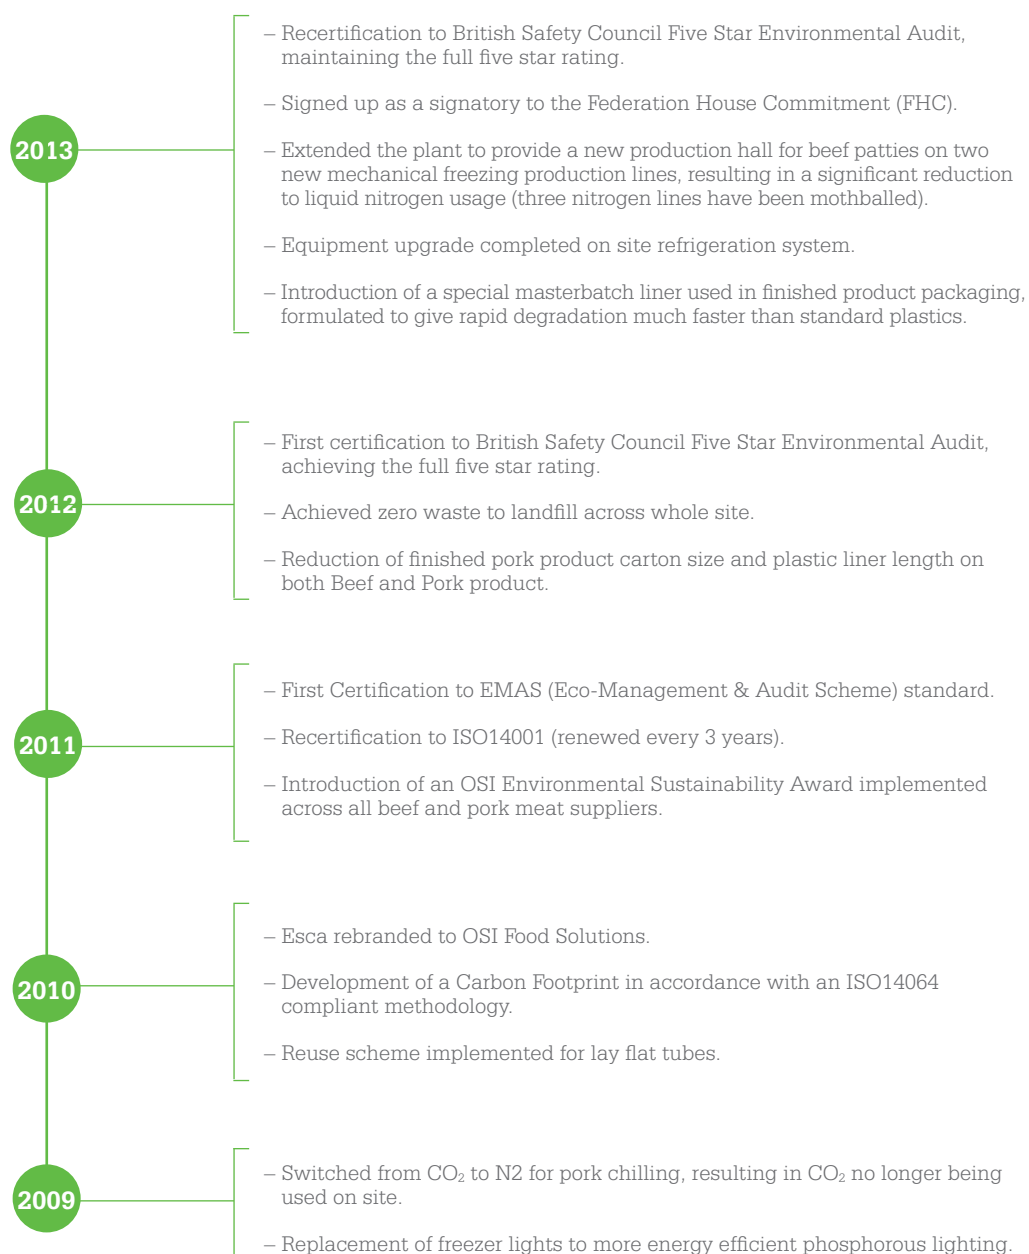 2013
– Recertification to British Safety Council Five Star Environmental Audit,
maintaining the full five star rating.
– Signed up as a signatory to the Federation House Commitment (FHC).
– Extended the plant to provide a new production hall for beef patties on two
new mechanical freezing production lines, resulting in a significant reduction
to liquid nitrogen usage (three nitrogen lines have been mothballed).
– Equipment upgrade completed on site refrigeration system.
– Introduction of a special masterbatch liner used in finished product packaging,
formulated to give rapid degradation much faster than standard plastics.
2012
– First certification to British Safety Council Five Star Environmental Audit,
achieving the full five star rating.
– Achieved zero waste to landfill across whole site.
– Reduction of finished pork product carton size and plastic liner length on
both Beef and Pork product.
2011
– First Certification to EMAS (Eco-Management & Audit Scheme) standard.
– Recertification to ISO14001 (renewed every 3 years).
– Introduction of an OSI Environmental Sustainability Award implemented
across all beef and pork meat suppliers.
2010
– Esca rebranded to OSI Food Solutions.
– Development of a Carbon Footprint in accordance with an ISO14064
compliant methodology.
– Reuse scheme implemented for lay flat tubes.
2009
– Switched from CO₂ to N2 for pork chilling, resulting in CO₂ no longer being
used on site.
– Replacement of freezer lights to more energy efficient phosphorous lighting.